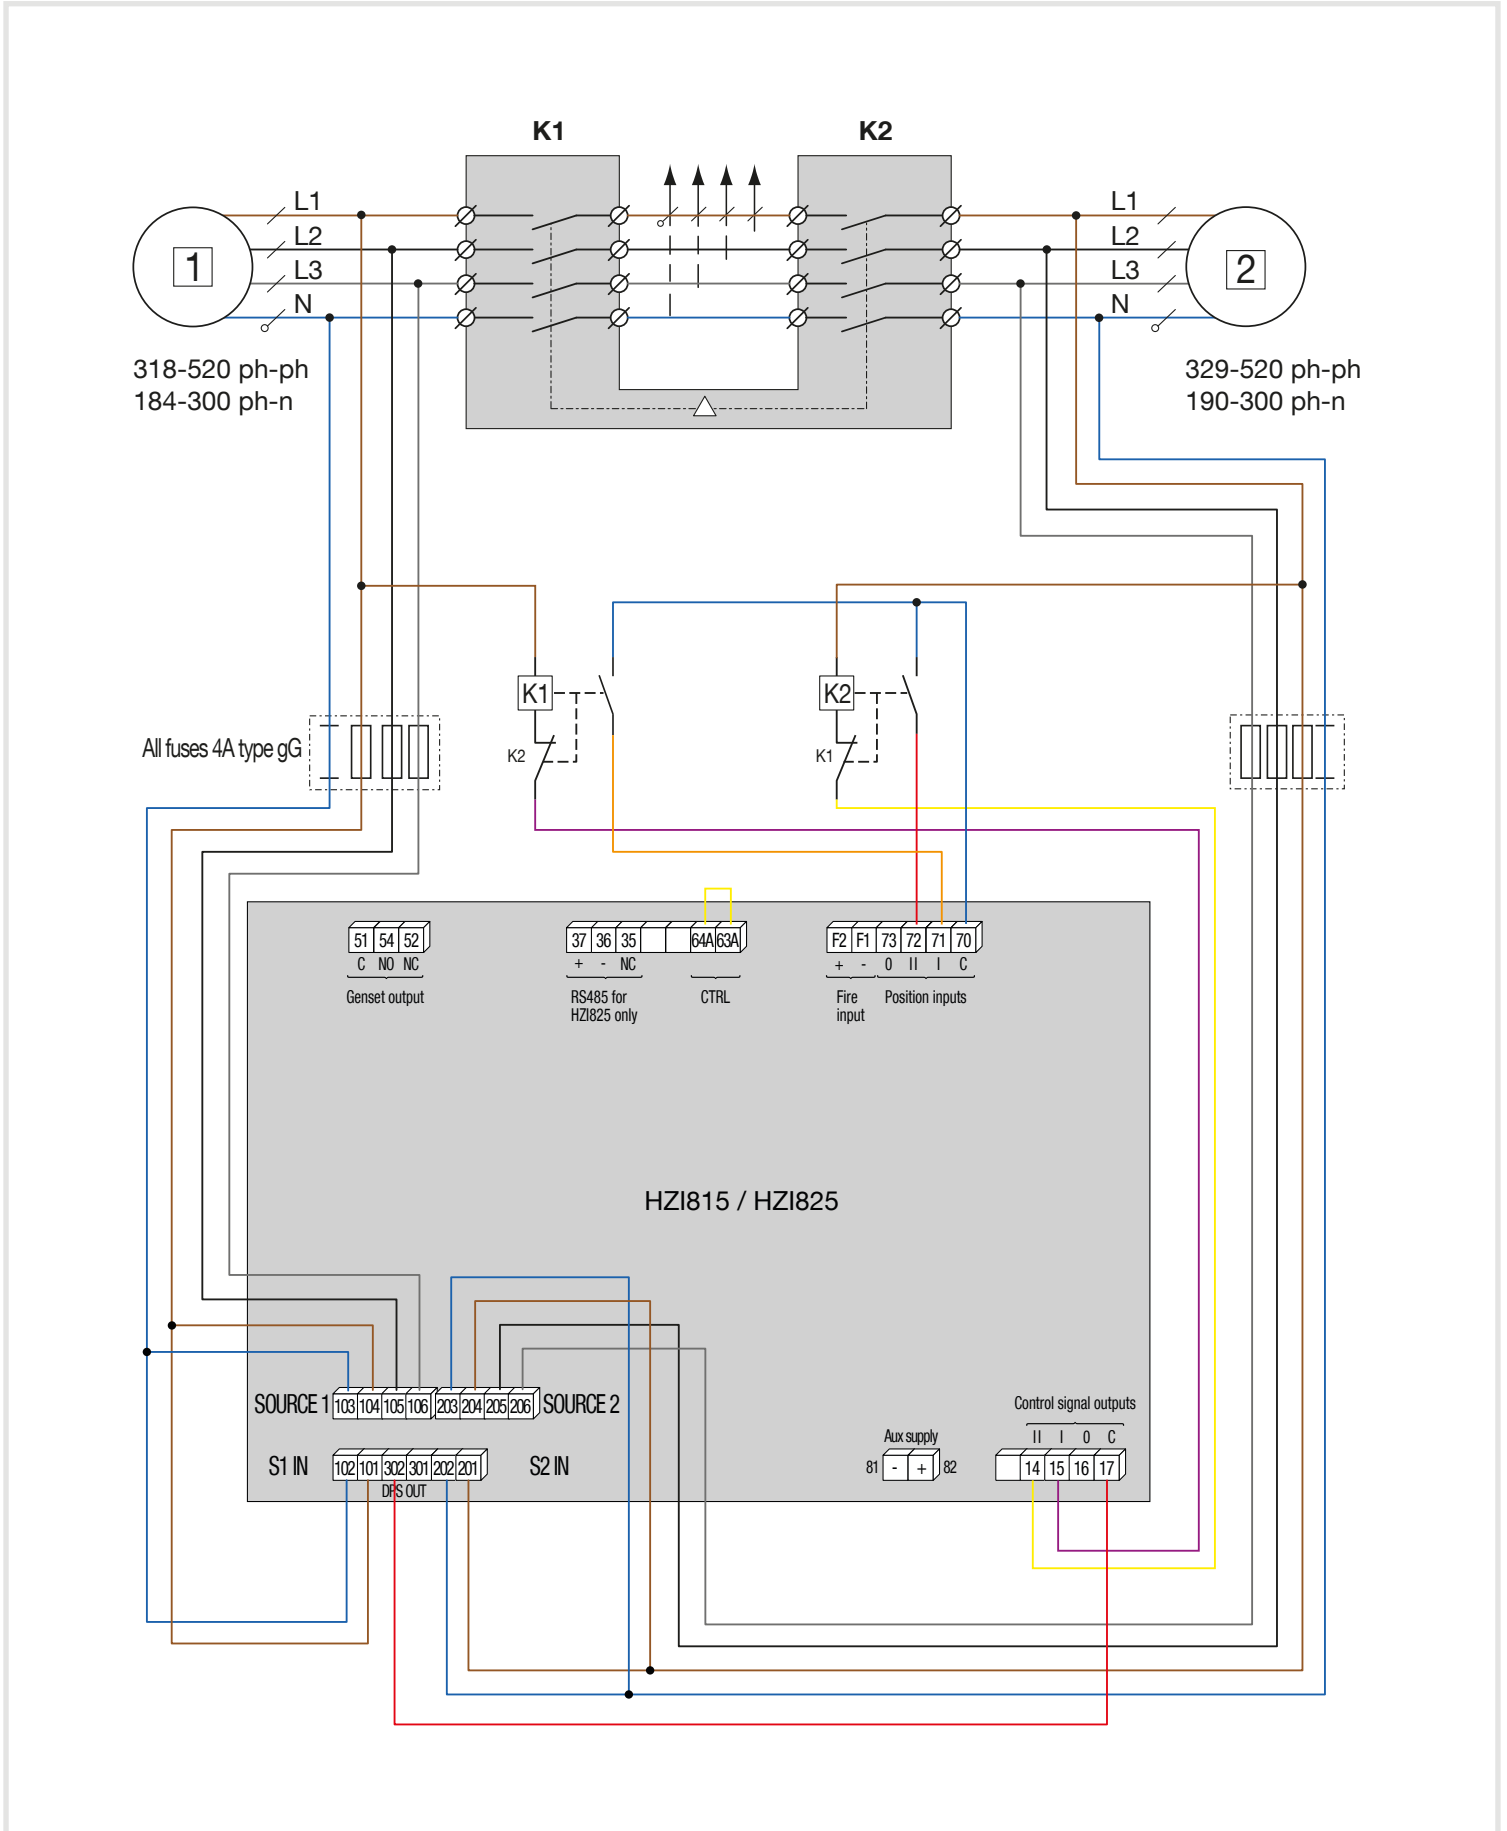 K1 K2
L1 L1
L2 L2
1 L3 L3 2
N N
318-520 ph-ph
184-300 ph-n
329-520 ph-ph
190-300 ph-n
K1 K2
All fuses 4A type gG
K2 K1
51 54 52
C NO NC
Genset output
37 36 35 64A 63A
+ - NC
RS485 for
HZI825 only
CTRL
F2 F1 73 72 71 70
+ - 0 II I C
Fire
input
Position inputs
HZI815 / HZI825
SOURCE 1 103 104 105 106 203 204 205 206 SOURCE 2
S1 IN 102 101 302 301 202 201 S2 IN
DPS OUT
Aux supply
81 - + 82
Control signal outputs
II I 0 C
14 15 16 17